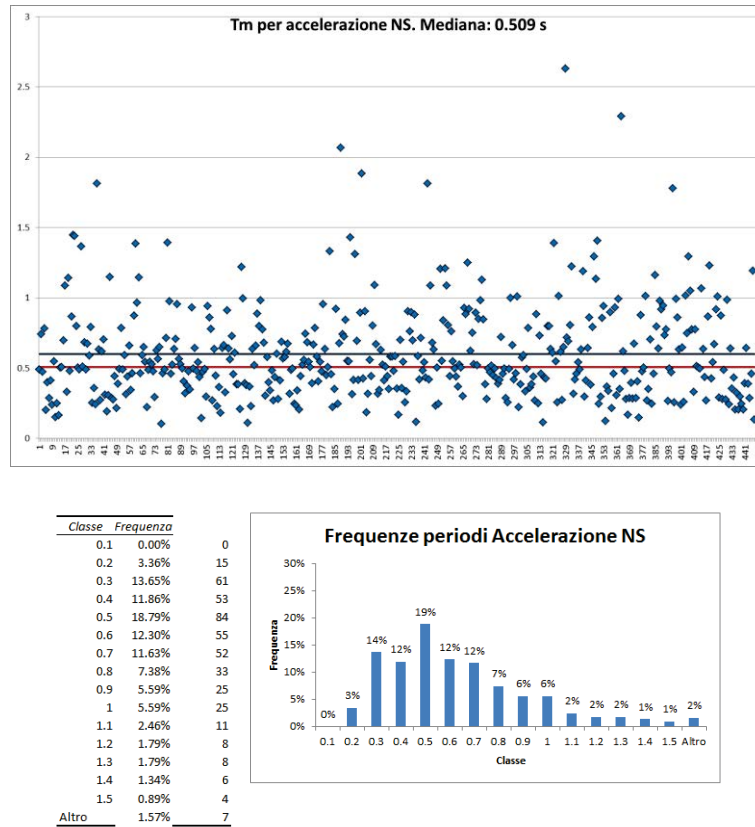 Tm per accelerazione NS. Mediana: 0.509 s
3
2.5
2
1.5
1
0.5
0
1 9 17 25 33 41 49 57 65 73 81 89 97 105 113 121 129 137 145 153 161 169 177 185 193 201 209 217 225 233 241 249 257 265 273 281 289 297 305 313 321 329 337 345 353 361 369 377 385 393 401 409 417 425 433 441
Classe Frequenza
0.1 0.00% 0
0.2 3.36% 15
0.3 13.65% 61
0.4 11.86% 53
0.5 18.79% 84
0.6 12.30% 55
0.7 11.63% 52
0.8 7.38% 33
0.9 5.59% 25
1 5.59% 25
1.1 2.46% 11
1.2 1.79% 8
1.3 1.79% 8
1.4 1.34% 6
1.5 0.89% 4
Altro 1.57% 7
Frequenze periodi Accelerazione NS
Frequenza
30%
25%
20%
15%
10%
5%
0%
0% 3% 14% 12% 19% 12% 12% 7% 6% 6% 2% 2% 2% 1% 1% 2%
0.1 0.2 0.3 0.4 0.5 0.6 0.7 0.8 0.9 1 1.1 1.2 1.3 1.4 1.5 Altro
Classe